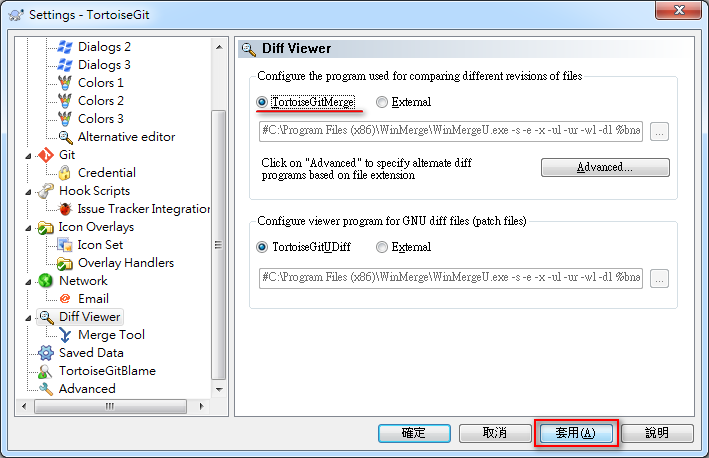 Settings - TortoiseGit
Dialogs 2
Dialogs 3
Colors 1
Colors 2
Colors 3
Alternative editor
Git
Credential
Hook Scripts
Issue Tracker Integration
Icon Overlays
Icon Set
Overlay Handlers
Network
Email
Diff Viewer
Merge Tool
Saved Data
TortoiseGitBlame
Advanced
Diff Viewer
Configure the program used for comparing different revisions of files
TortoiseGitMerge External
#C:\Program Files (x86)\WinMerge\WinMergeU.exe -s -e -x -ul -ur -wl -dl %bna ...
Click on "Advanced" to specify alternate diff
programs based on file extension
Advanced...
Configure viewer program for GNU diff files (patch files)
TortoiseGitUDiff External
#C:\Program Files (x86)\WinMerge\WinMergeU.exe -s -e -x -ul -ur -wl -dl %bna ...
確定 取消 套用(A) 說明